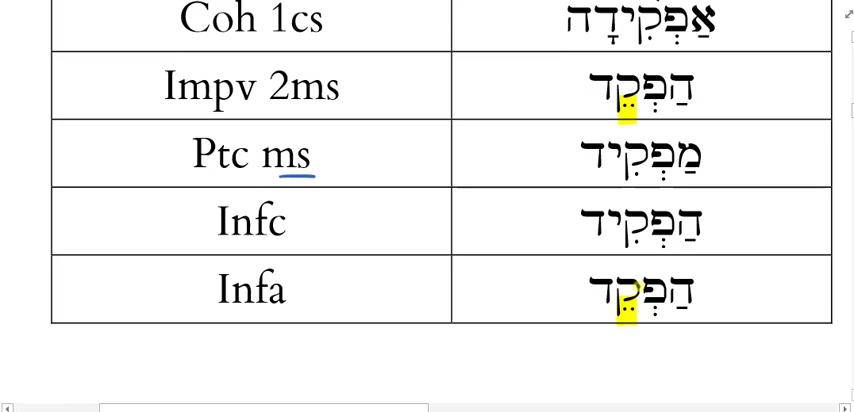 Coh 1cs אַפְקִידָה
Impv 2ms הַפְקֵד
Ptc ms מַפְקִיד
Infc הַפְקִיד
Infa הַפְקֵד